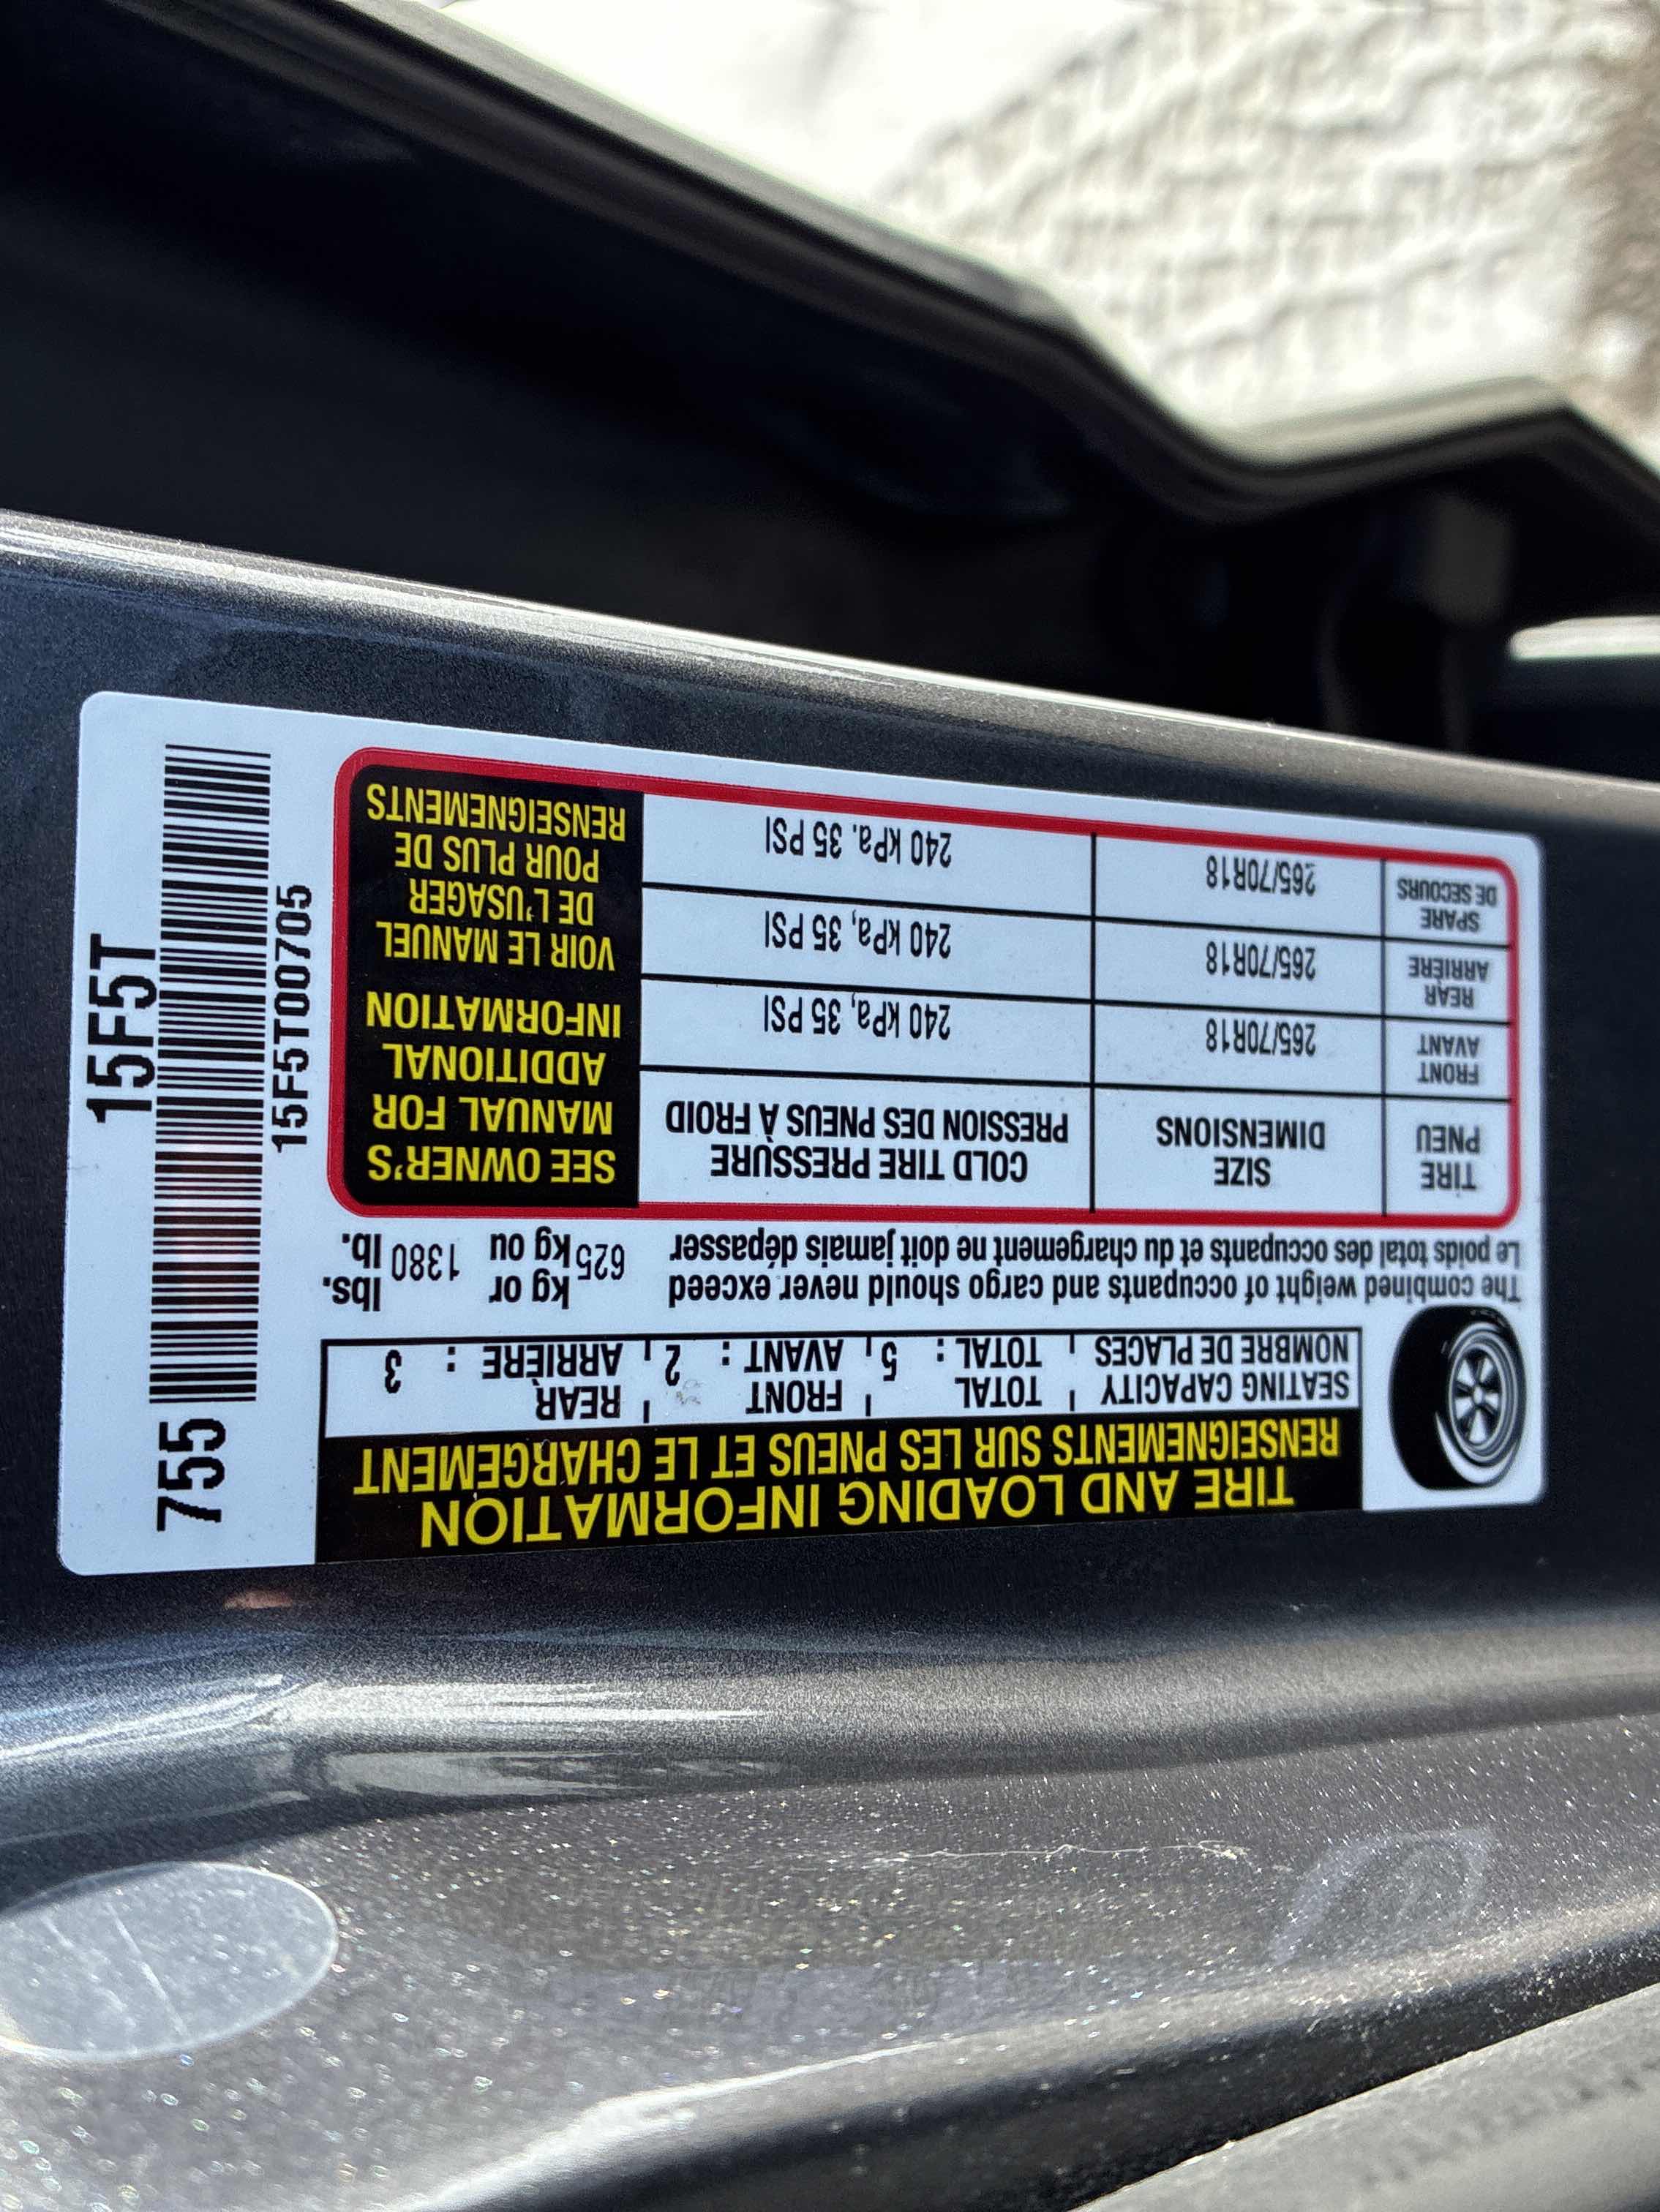 TIRE AND LOADING INFORMATION
RENSEIGNEMENTS SUR LES PNEUS ET LE CHARGEMENT
SEATING CAPACITY | TOTAL | FRONT | REAR
NOMBRE DE PLACES | TOTAL : 5 | AVANT : 2 | ARRIÈRE : 3
The combined weight of occupants and cargo should never exceed kg or lbs.
Le poids total des occupants et du chargement ne doit jamais dépasser 625 kg ou 1380 lb.
TIRE
PNEU
SIZE
DIMENSIONS
COLD TIRE PRESSURE
PRESSION DES PNEUS À FROID
FRONT
AVANT
265/70R18
240 kPa, 35 PSI
REAR
ARRIÈRE
265/70R18
240 kPa, 35 PSI
SPARE
DE SECOURS
265/70R18
240 kPa. 35 PSI
SEE OWNER'S
MANUAL FOR
ADDITIONAL
INFORMATION
VOIR LE MANUEL
DE L'USAGER
POUR PLUS DE
RENSEIGNEMENTS
755
15F5T
15F5T00705